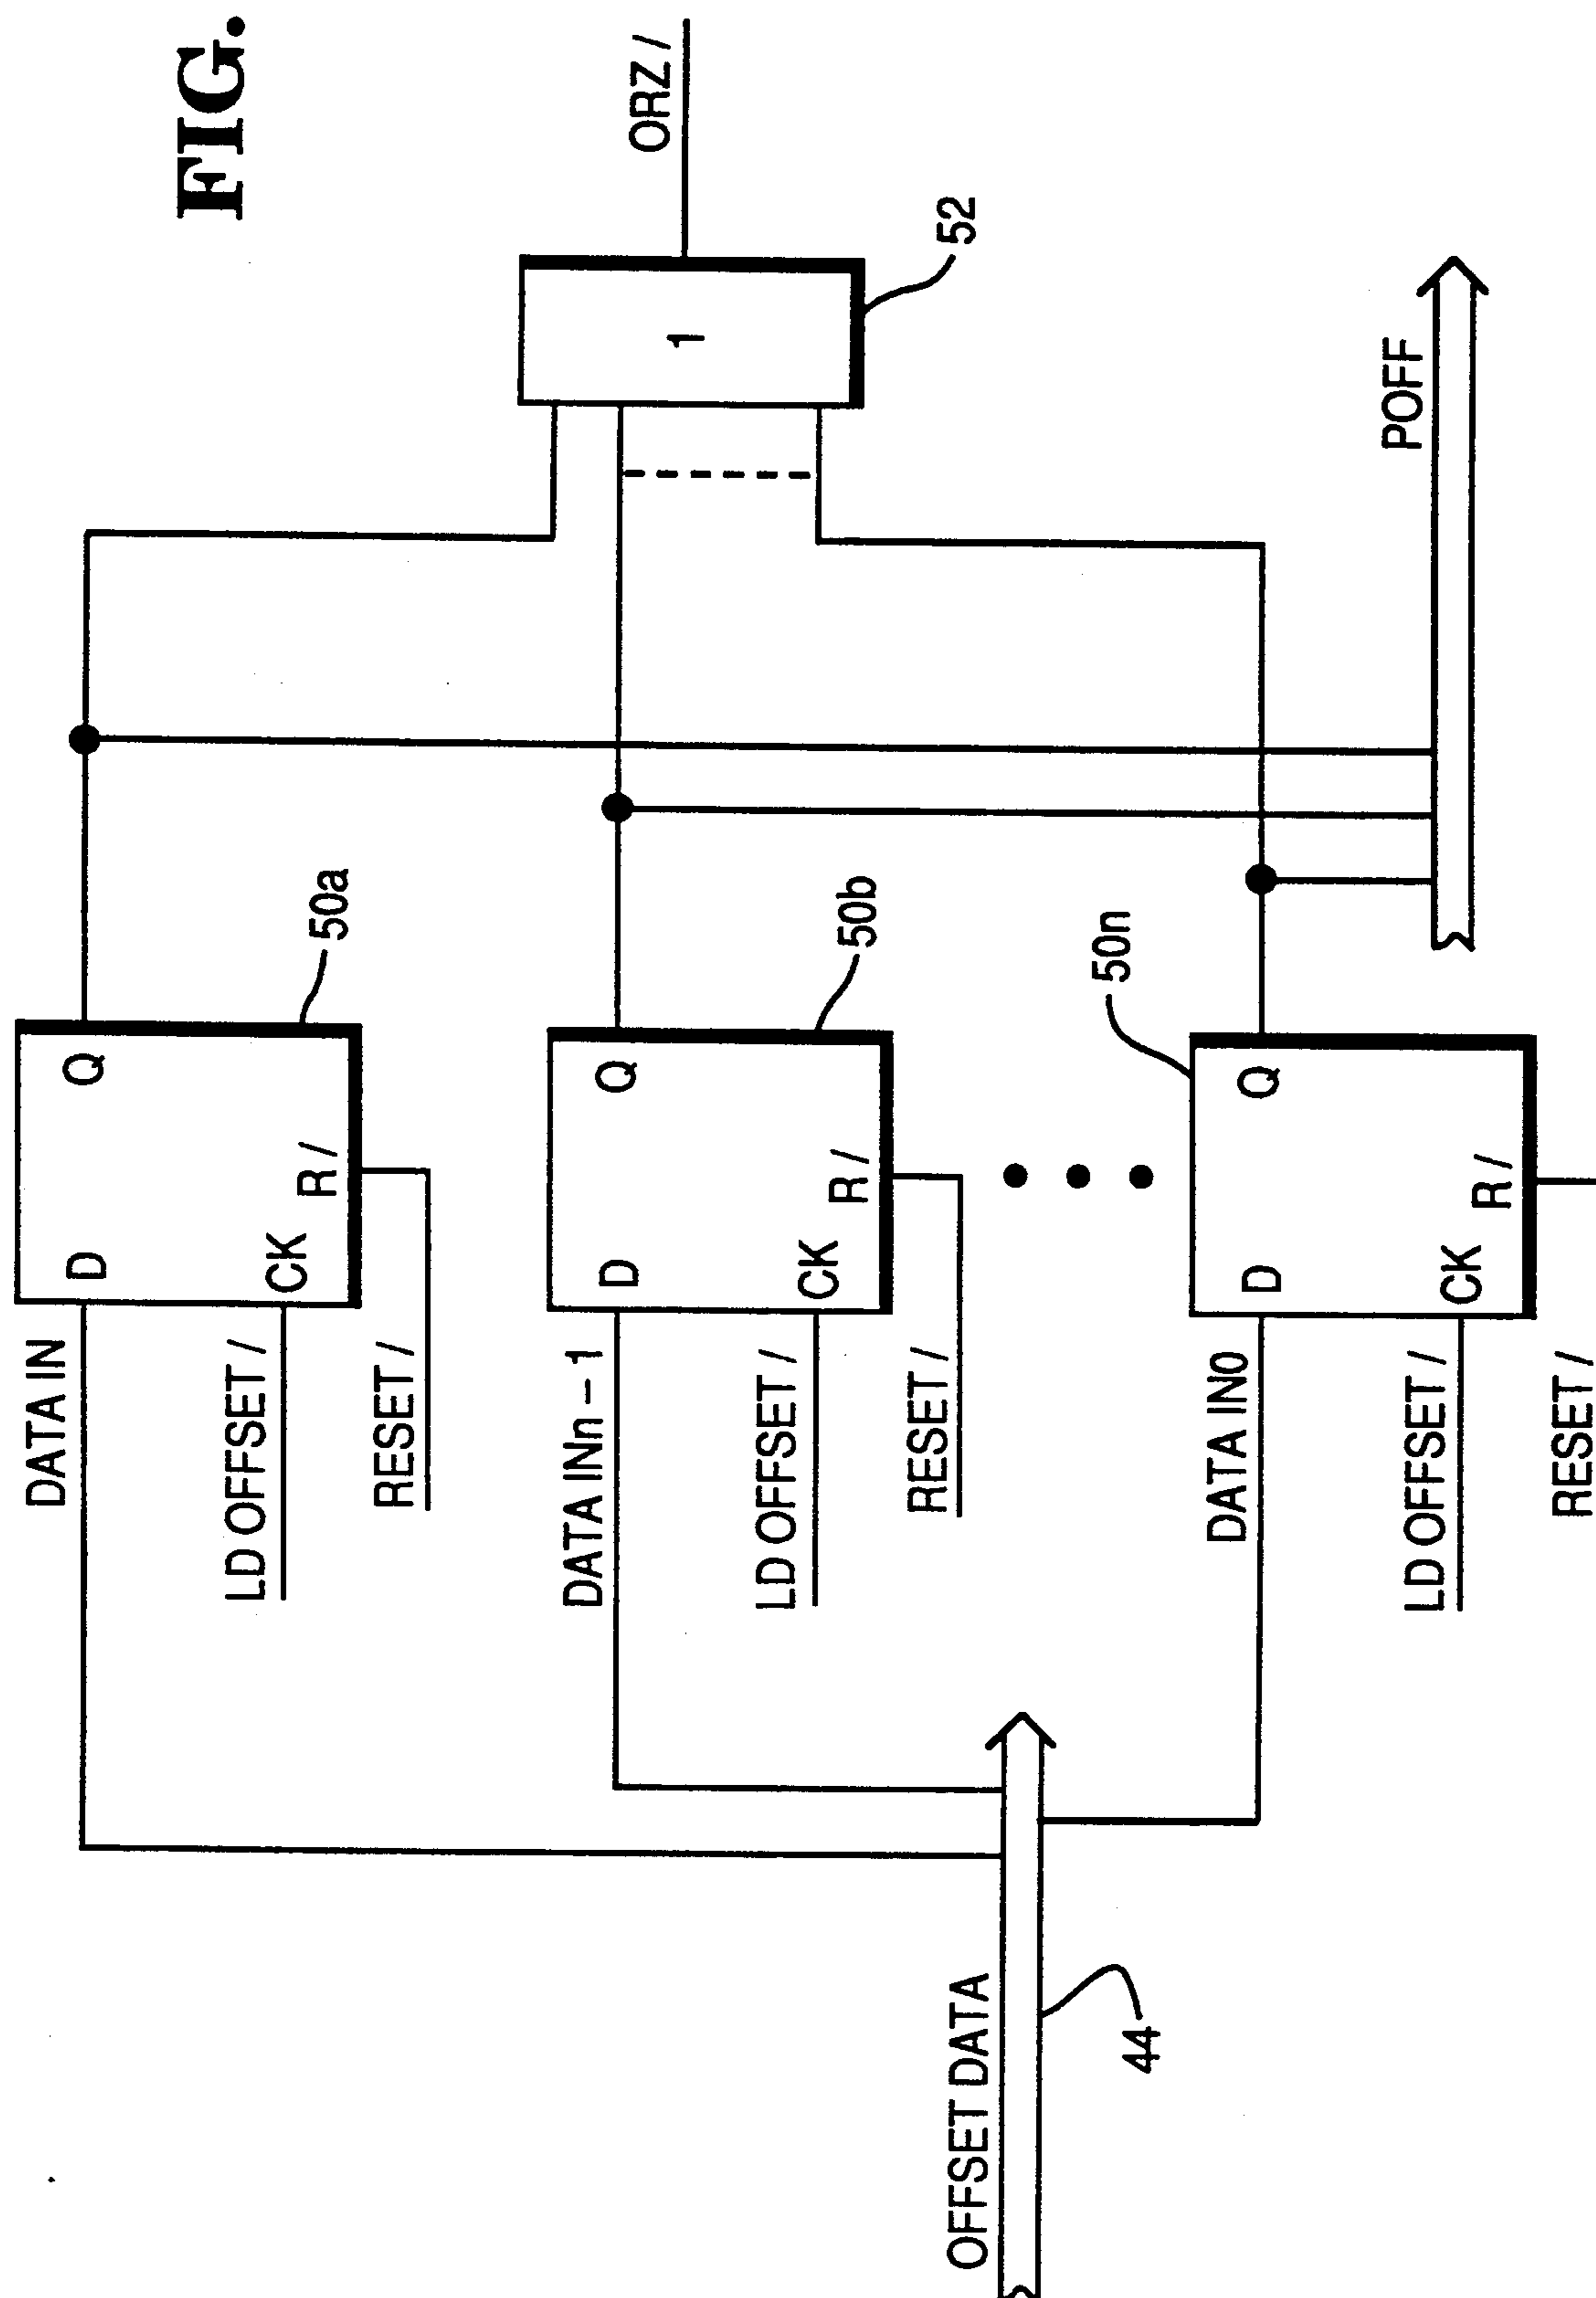 FIG.
DATA IN
D
Q
50a
LD OFFSET /
CK
R /
RESET /
ORZ /
1
52
DATA INn – 1
D
Q
50b
LD OFFSET /
CK
R /
RESET /
OFFSET DATA
44
50n
DATA IN0
D
Q
LD OFFSET /
CK
R /
RESET /
POFF